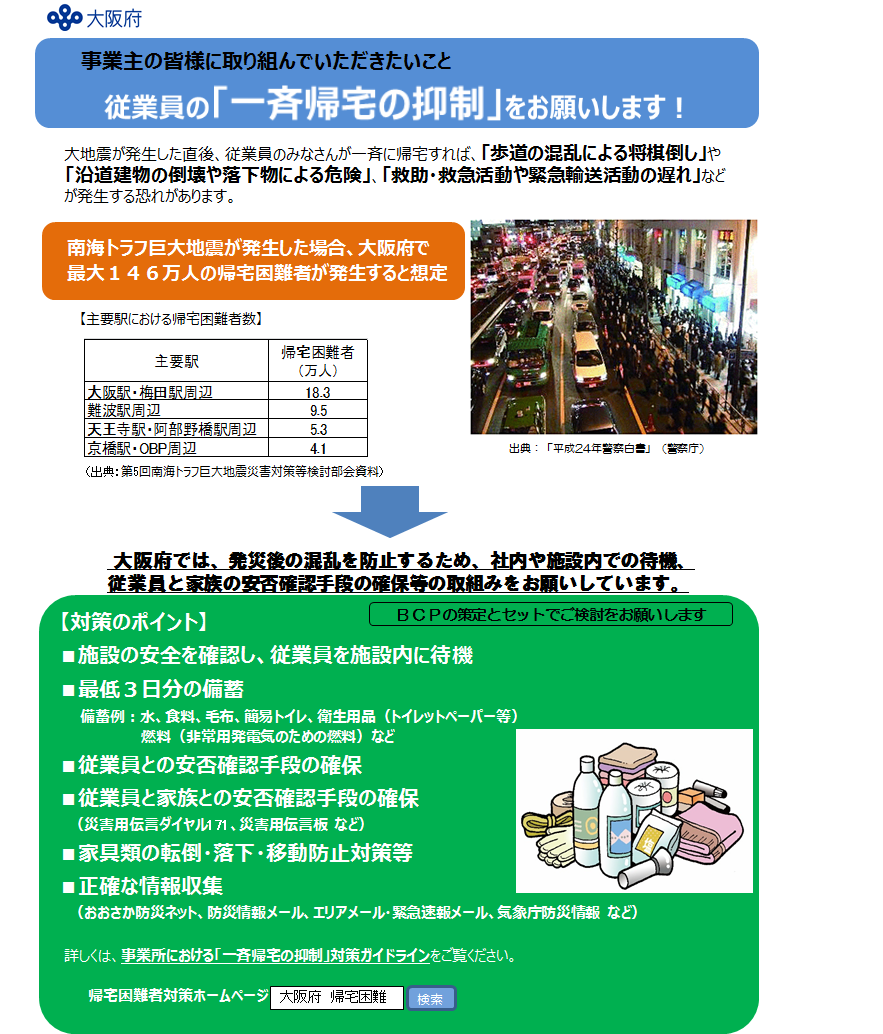 大阪府
事業主の皆様に取り組んでいただきたいこと
従業員の「一斉帰宅の抑制」をお願いします！
大地震が発生した直後、従業員のみなさんが一斉に帰宅すれば、「歩道の混乱による将棋倒し」や
「沿道建物の倒壊や落下物による危険」、「救助・救急活動や緊急輸送活動の遅れ」など
が発生する恐れがあります。
南海トラフ巨大地震が発生した場合、大阪府で
最大１４６万人の帰宅困難者が発生すると想定
【主要駅における帰宅困難者数】
主要駅 帰宅困難者
（万人）
大阪駅・梅田駅周辺 18.3
難波駅周辺 9.5
天王寺駅・阿部野橋駅周辺 5.3
京橋駅・OBP周辺 4.1
（出典：第5回南海トラフ巨大地震災害対策等検討部会資料）
出典：「平成24年警察白書」（警察庁）
大阪府では、発災後の混乱を防止するため、社内や施設内での待機、
従業員と家族の安否確認手段の確保等の取組みをお願いしています。
【対策のポイント】
ＢＣＰの策定とセットでご検討をお願いします
■施設の安全を確認し、従業員を施設内に待機
■最低３日分の備蓄
備蓄例：水、食料、毛布、簡易トイレ、衛生用品（トイレットペーパー等）
燃料（非常用発電気のための燃料）など
■従業員との安否確認手段の確保
■従業員と家族との安否確認手段の確保
（災害用伝言ダイヤル171、災害用伝言板 など）
■家具類の転倒・落下・移動防止対策等
■正確な情報収集
（おおさか防災ネット、防災情報メール、エリアメール・緊急速報メール、気象庁防災情報 など）
詳しくは、事業所における「一斉帰宅の抑制」対策ガイドラインをご覧ください。
帰宅困難者対策ホームページ 大阪府 帰宅困難 検索
塩